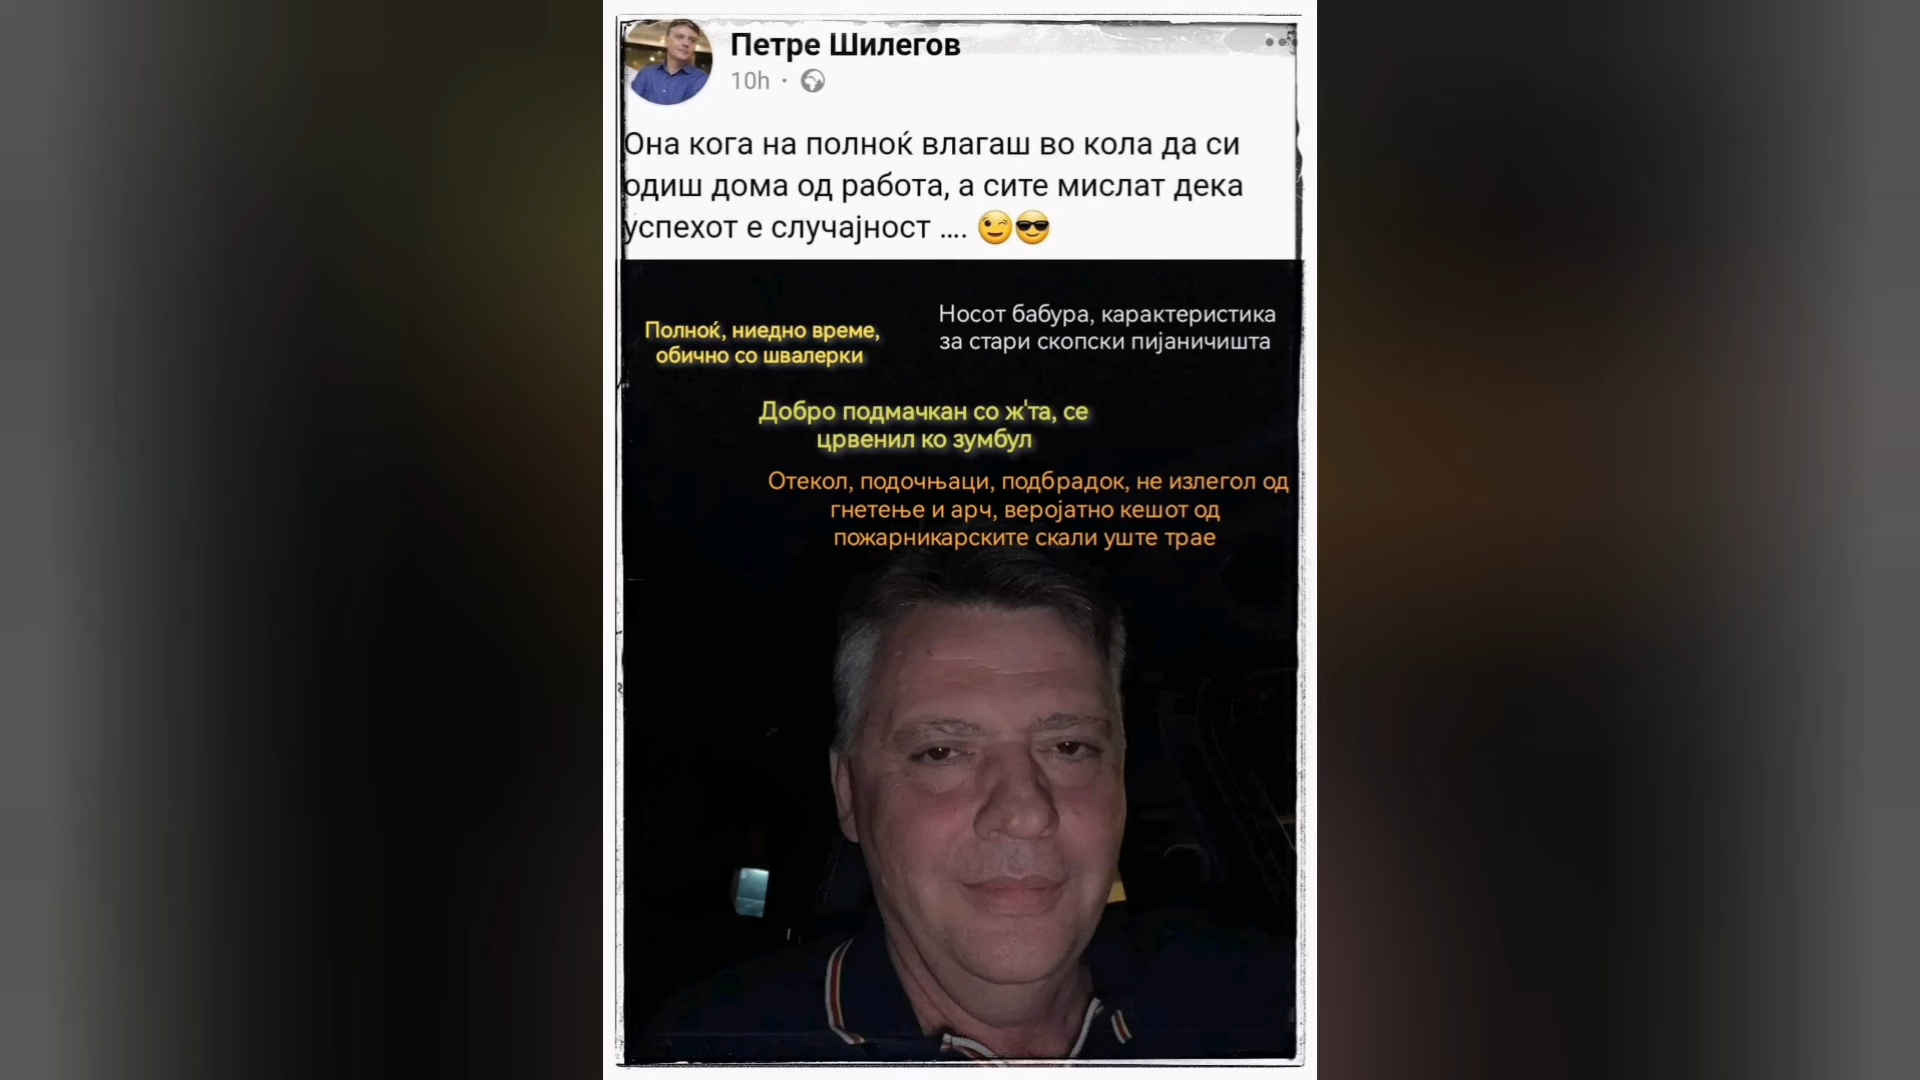 Петре Шилегов
10h ·
Она кога на полноќ влагаш во кола да си
одиш дома од работа, а сите мислат дека
успехот е случајност .... 😉😎
Полноќ, ниедно време,
обично со швалерки
Носот бабура, карактеристика
за стари скопски пијаничишта
Добро подмачкан со ж'та, се
црвенил ко зумбул
Отекол, подочњаци, подбрадок, не излегол од
гнетење и арч, веројатно кешот од
пожарникарските скали уште трае